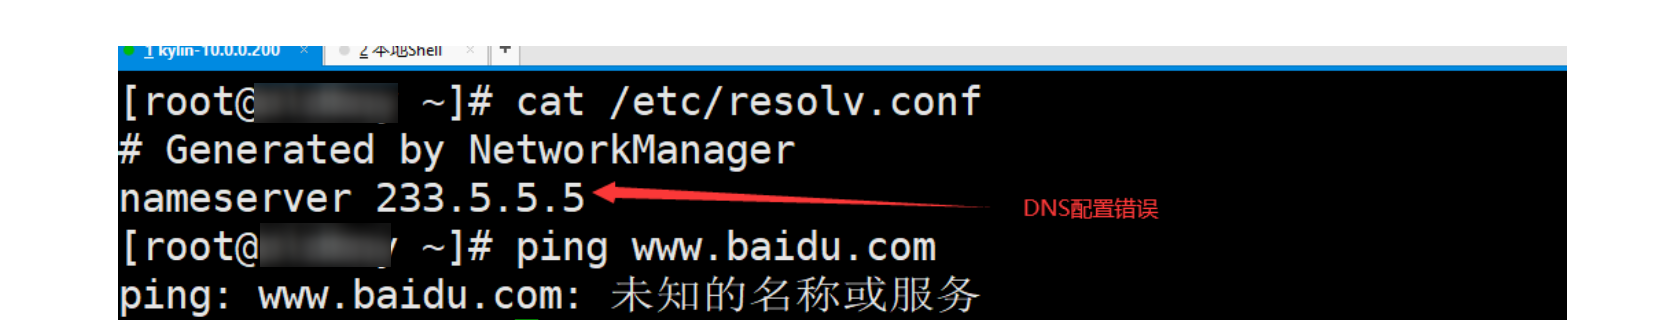 1 kylin-10.0.0.200 × 2 本地Shell × +
[root@ ~]# cat /etc/resolv.conf
# Generated by NetworkManager
nameserver 233.5.5.5
DNS配置错误
[root@ ~]# ping www.baidu.com
ping: www.baidu.com: 未知的名称或服务